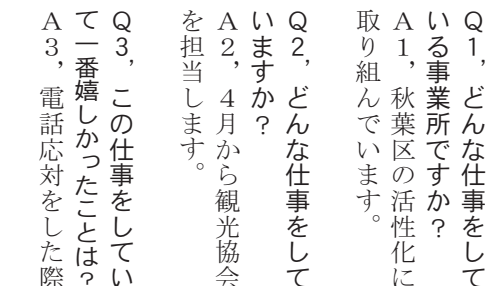 Q1，どんな仕事をして
いる事業所ですか？
A1，秋葉区の活性化に
取り組んでいます。
Q2，どんな仕事をして
いますか？
A2，4月から観光協会
を担当します。
Q3，この仕事をしてい
て一番嬉しかったことは？
A3，電話応対をした際